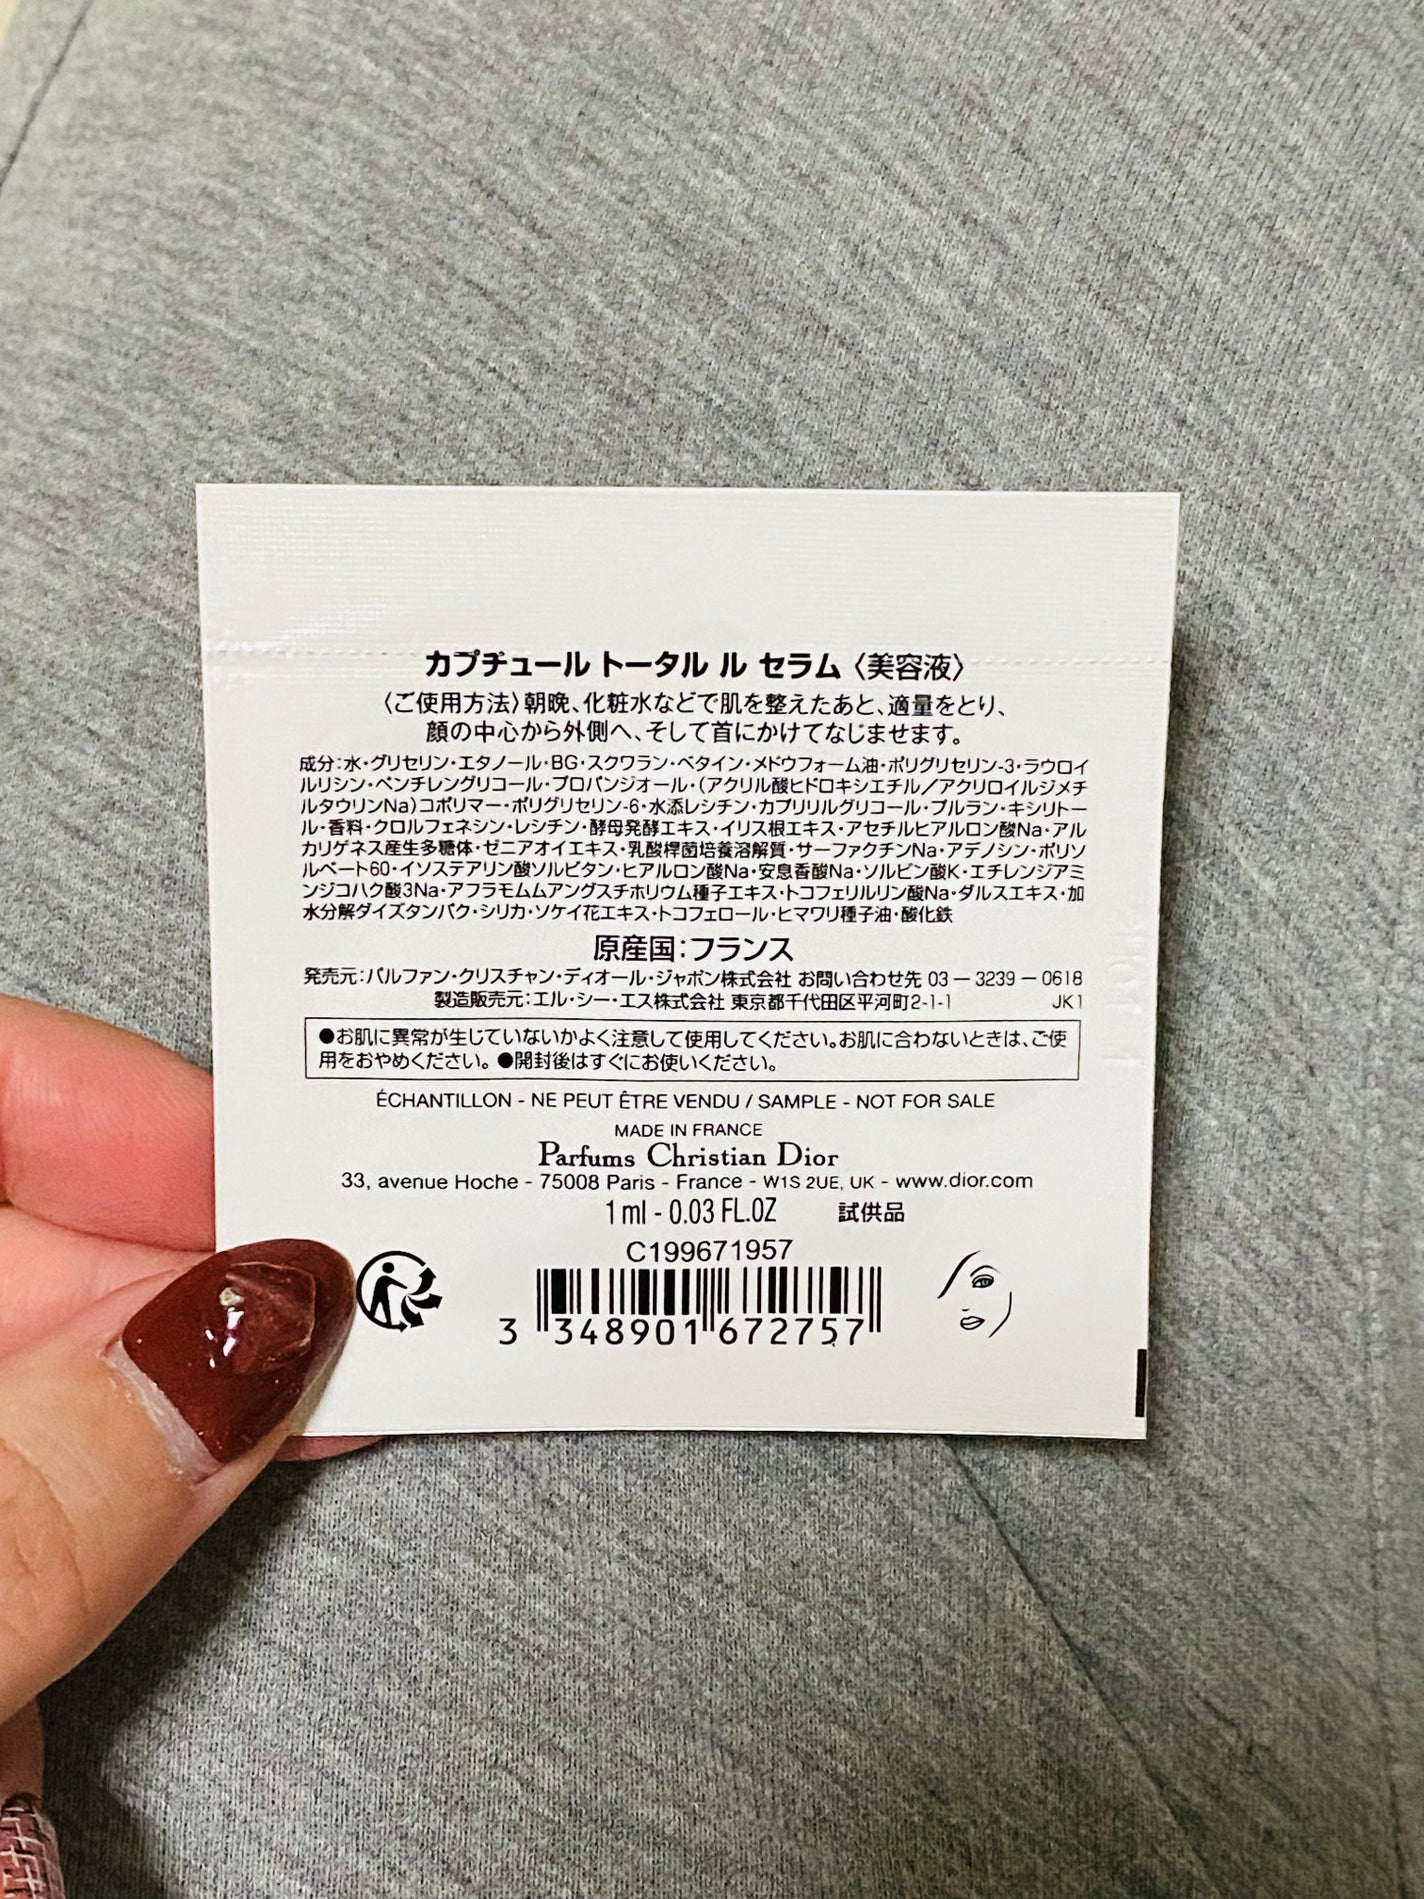 カプチュール トータル ル セラム〈美容液〉
〈ご使用方法〉朝晩、化粧水などで肌を整えたあと、適量をとり、
顔の中心から外側へ、そして首にかけてなじませます。
成分：水・グリセリン・エタノール・BG・スクワラン・ベタイン・メドウフォーム油・ポリグリセリン-3・ラウロイ
ルリシン・ペンチレングリコール・プロパンジオール・（アクリル酸ヒドロキシエチル／アクリロイルジメチ
ルタウリンNa）コポリマー・ポリグリセリン-6・水添レシチン・カプリリルグリコール・プルラン・キシリトー
ル・香料・クロルフェネシン・レシチン・酵母発酵エキス・イリス根エキス・アセチルヒアルロン酸Na・アル
カリゲネス産生多糖体・ゼニアオイエキス・乳酸桿菌培養溶解質・サーファクチンNa・アデノシン・ポリソ
ルベート60・イソステアリン酸ソルビタン・ヒアルロン酸Na・安息香酸Na・ソルビン酸K・エチレンジアミ
ンジコハク酸3Na・アフラモムムアングスチホリウム種子エキス・トコフェリルリン酸Na・ダルスエキス・加
水分解ダイズタンパク・シリカ・ソケイ花エキス・トコフェロール・ヒマワリ種子油・酸化鉄
原産国：フランス
発売元：パルファン・クリスチャン・ディオール・ジャポン株式会社 お問い合わせ先 03－3239－0618
製造販売元：エル・シー・エス株式会社 東京都千代田区平河町2-1-1 JK1
●お肌に異常が生じていないかよく注意して使用してください。お肌に合わないときは、ご使
用をおやめください。●開封後はすぐにお使いください。
ÉCHANTILLON - NE PEUT ÊTRE VENDU / SAMPLE - NOT FOR SALE
MADE IN FRANCE
Parfums Christian Dior
33, avenue Hoche - 75008 Paris - France - W1S 2UE, UK - www.dior.com
1 ml - 0.03 FL.OZ 試供品
C199671957
3 348901 672757